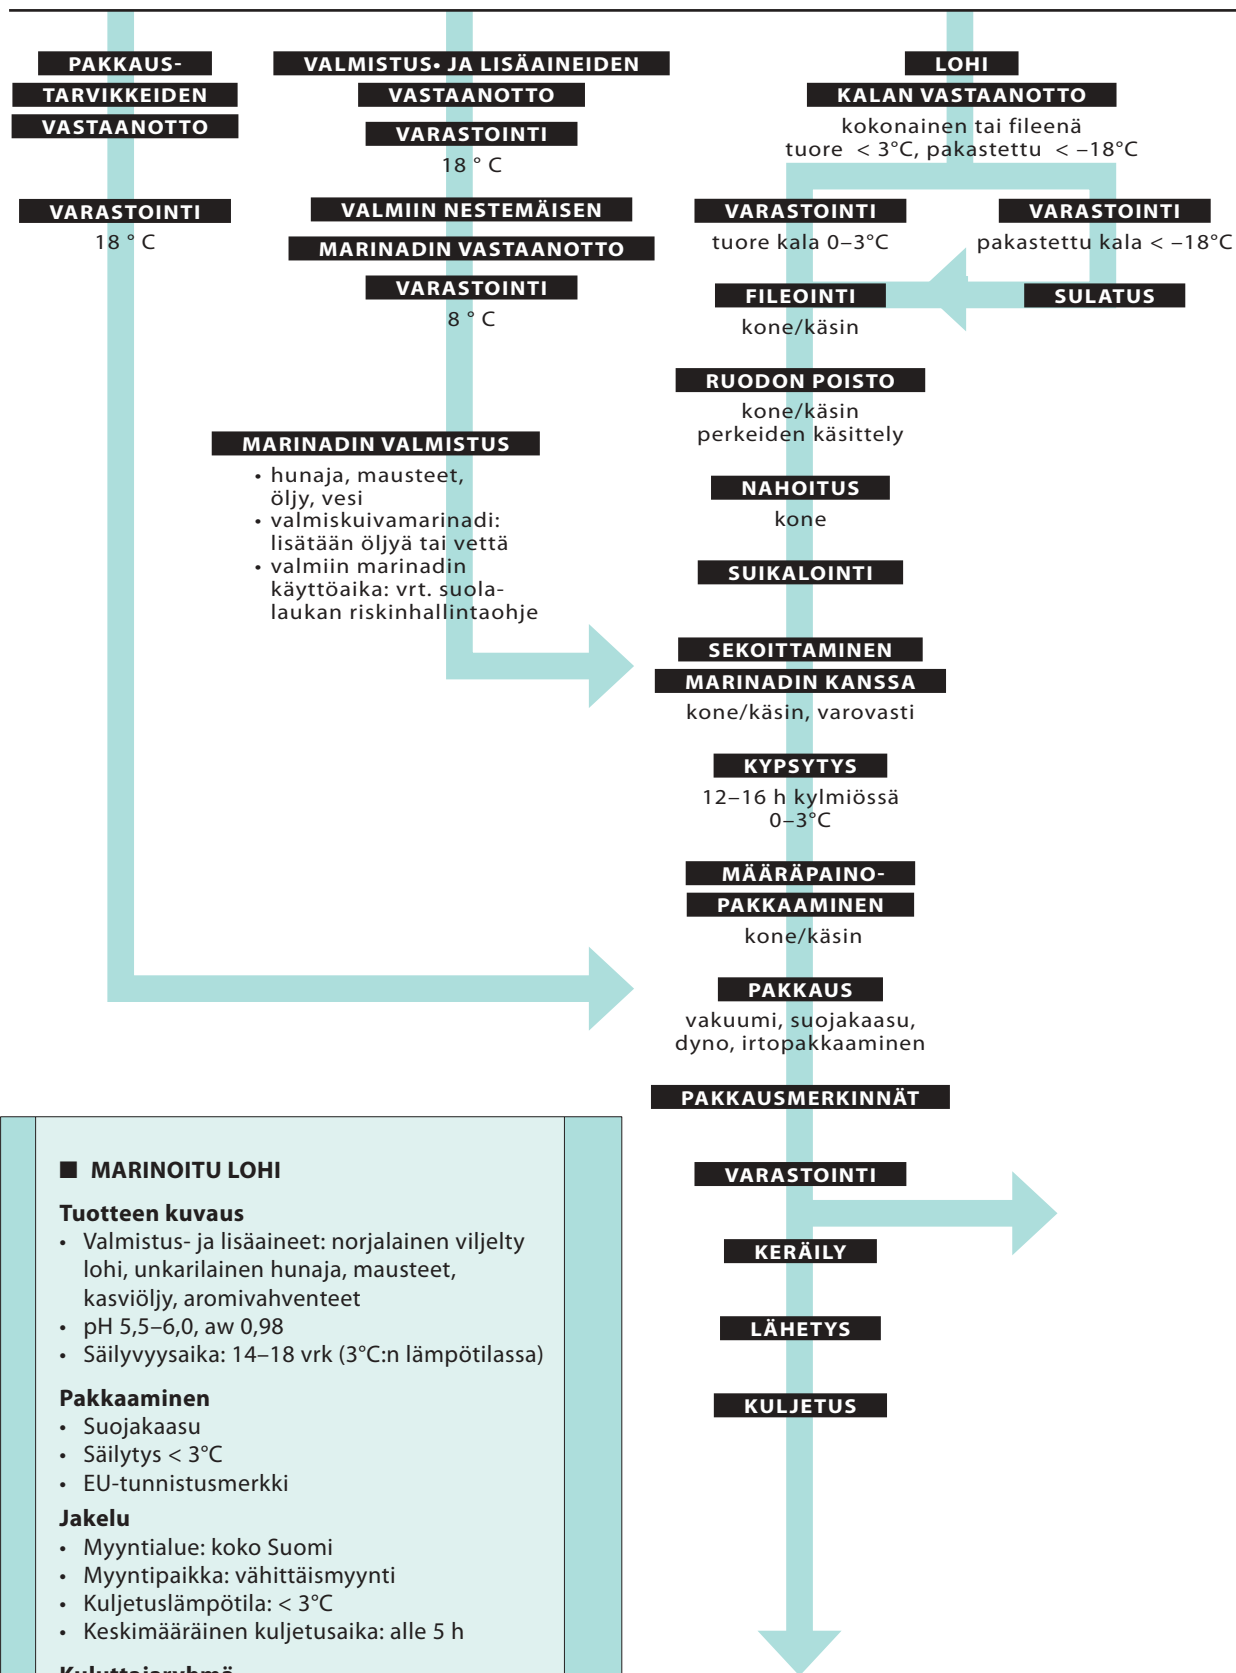 PAKKAUS-
TARVIKKEIDEN
VASTAANOTTO
VARASTOINTI
18 ° C
VALMISTUS• JA LISÄAINEIDEN
VASTAANOTTO
VARASTOINTI
18 ° C
VALMIIN NESTEMÄISEN
MARINADIN VASTAANOTTO
VARASTOINTI
8 ° C
MARINADIN VALMISTUS
• hunaja, mausteet,
öljy, vesi
• valmiskuivamarinadi:
lisätään öljyä tai vettä
• valmiin marinadin
käyttöaika: vrt. suola-
laukan riskinhallintaohje
LOHI
KALAN VASTAANOTTO
kokonainen tai fileenä
tuore < 3°C, pakastettu < –18°C
VARASTOINTI
tuore kala 0–3°C
VARASTOINTI
pakastettu kala < –18°C
SULATUS
FILEOINTI
kone/käsin
RUODON POISTO
kone/käsin
perkeiden käsittely
NAHOITUS
kone
SUIKALOINTI
SEKOITTAMINEN
MARINADIN KANSSA
kone/käsin, varovasti
KYPSYTYS
12–16 h kylmiössä
0–3°C
MÄÄRÄPAINO-
PAKKAAMINEN
kone/käsin
PAKKAUS
vakuumi, suojakaasu,
dyno, irtopakkaaminen
PAKKAUSMERKINNÄT
VARASTOINTI
KERÄILY
LÄHETYS
KULJETUS
■ MARINOITU LOHI
Tuotteen kuvaus
• Valmistus- ja lisäaineet: norjalainen viljelty
lohi, unkarilainen hunaja, mausteet,
kasviöljy, aromivahventeet
• pH 5,5–6,0, aw 0,98
• Säilyvyysaika: 14–18 vrk (3°C:n lämpötilassa)
Pakkaaminen
• Suojakaasu
• Säilytys < 3°C
• EU-tunnistusmerkki
Jakelu
• Myyntialue: koko Suomi
• Myyntipaikka: vähittäismyynti
• Kuljetuslämpötila: < 3°C
• Keskimääräinen kuljetusaika: alle 5 h
Kuluttajaryhmä